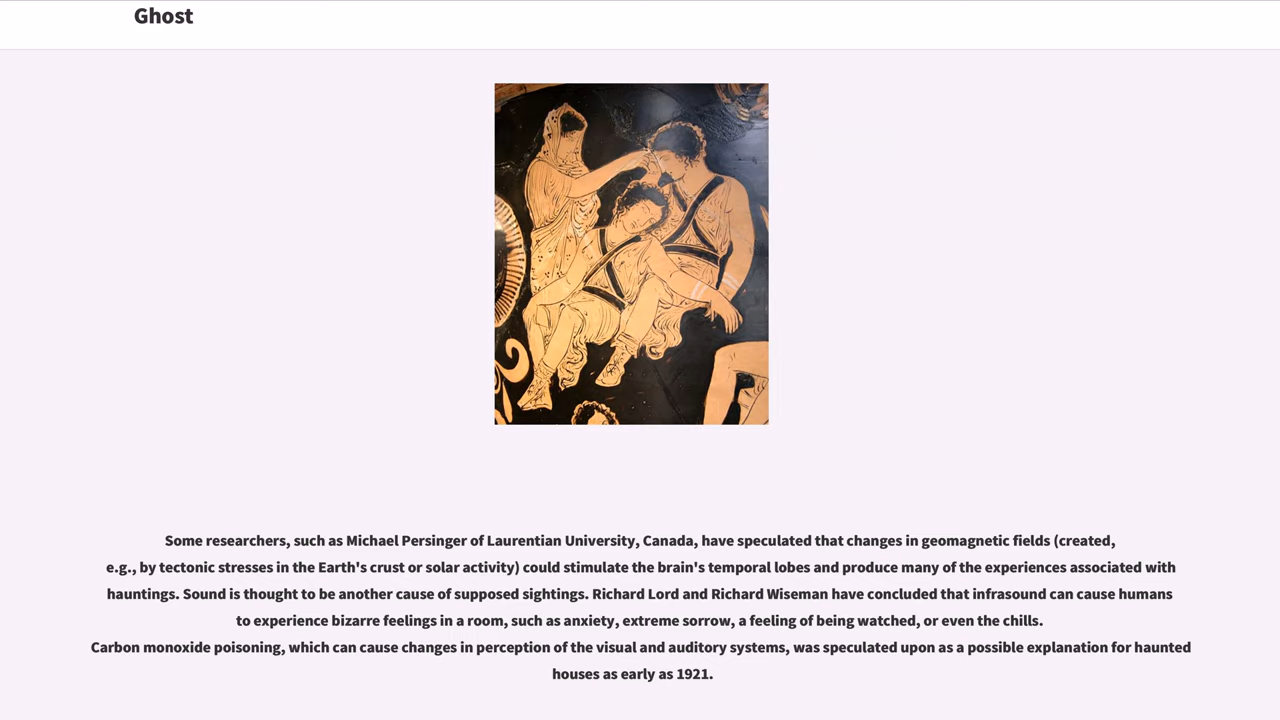 Ghost
Some researchers, such as Michael Persinger of Laurentian University, Canada, have speculated that changes in geomagnetic fields (created,
e.g., by tectonic stresses in the Earth's crust or solar activity) could stimulate the brain's temporal lobes and produce many of the experiences associated with
hauntings. Sound is thought to be another cause of supposed sightings. Richard Lord and Richard Wiseman have concluded that infrasound can cause humans
to experience bizarre feelings in a room, such as anxiety, extreme sorrow, a feeling of being watched, or even the chills.
Carbon monoxide poisoning, which can cause changes in perception of the visual and auditory systems, was speculated upon as a possible explanation for haunted
houses as early as 1921.